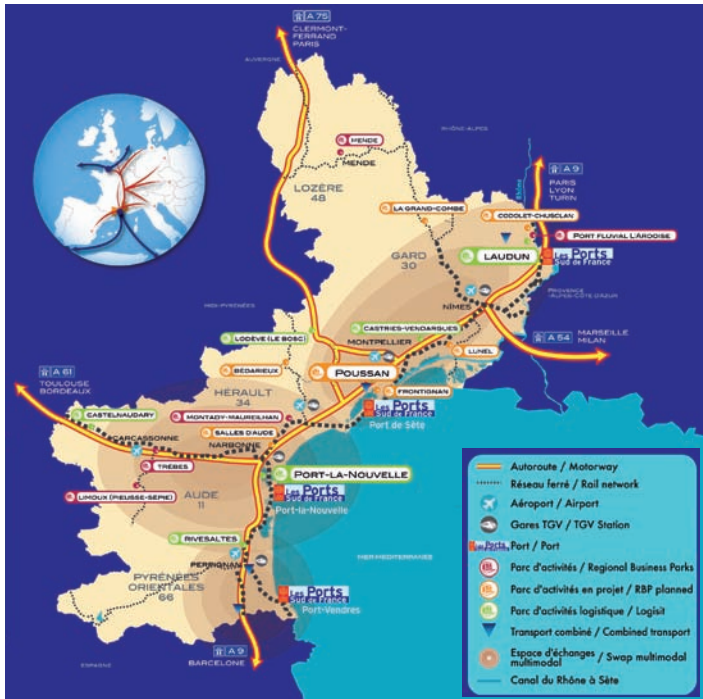 A 75
CLERMONT-
FERRAND
PARIS
AUVERGNE
RHÔNE-ALPES
MENDE
MENDE
LOZÈRE
48
A 9
PARIS
LYON
TURIN
Rhône
LA GRAND-COMBE
CODOLET-CHUSCLAN
PORT FLUVIAL L'ARDOISE
GARD
30
LAUDUN
Les Ports
Sud de France
PROVENCE
-ALPES-CÔTE D'AZUR
MIDI-PYRÉNÉES
NÎMES
CASTRIES-VENDARGUES
LODÈVE (LE BOSC)
MONTPELLIER
A 54
MARSEILLE
MILAN
LUNEL
BÉDARIEUX
POUSSAN
A 61
TOULOUSE
BORDEAUX
HÉRAULT
34
FRONTIGNAN
CASTELNAUDARY
MONTADY-MAUREILHAN
Les Ports
Sud de France
Port de Sète
SALLES D'AUDE
CARCASSONNE
NARBONNE
TRÈBES
PORT-LA-NOUVELLE
LIMOUX (PIEUSSE-SÉPIE)
AUDE
11
Les Ports
Sud de France
Port-la-Nouvelle
RIVESALTES
PERPIGNAN
MER MEDITERRANEE
PYRÉNÉES
ORIENTALES
66
Les Ports
Sud de France
Port-Vendres
ESPAGNE
A 9
BARCELONE
Autoroute / Motorway
Réseau ferré / Rail network
Aéroport / Airport
Gares TGV / TGV Station
Port / Port
Parc d'activités / Regional Business Parks
Parc d'activités en projet / RBP planned
Parc d'activités logistique / Logisit
Transport combiné / Combined transport
Espace d'échanges / Swap multimodal
multimodal
Canal du Rhône à Sète